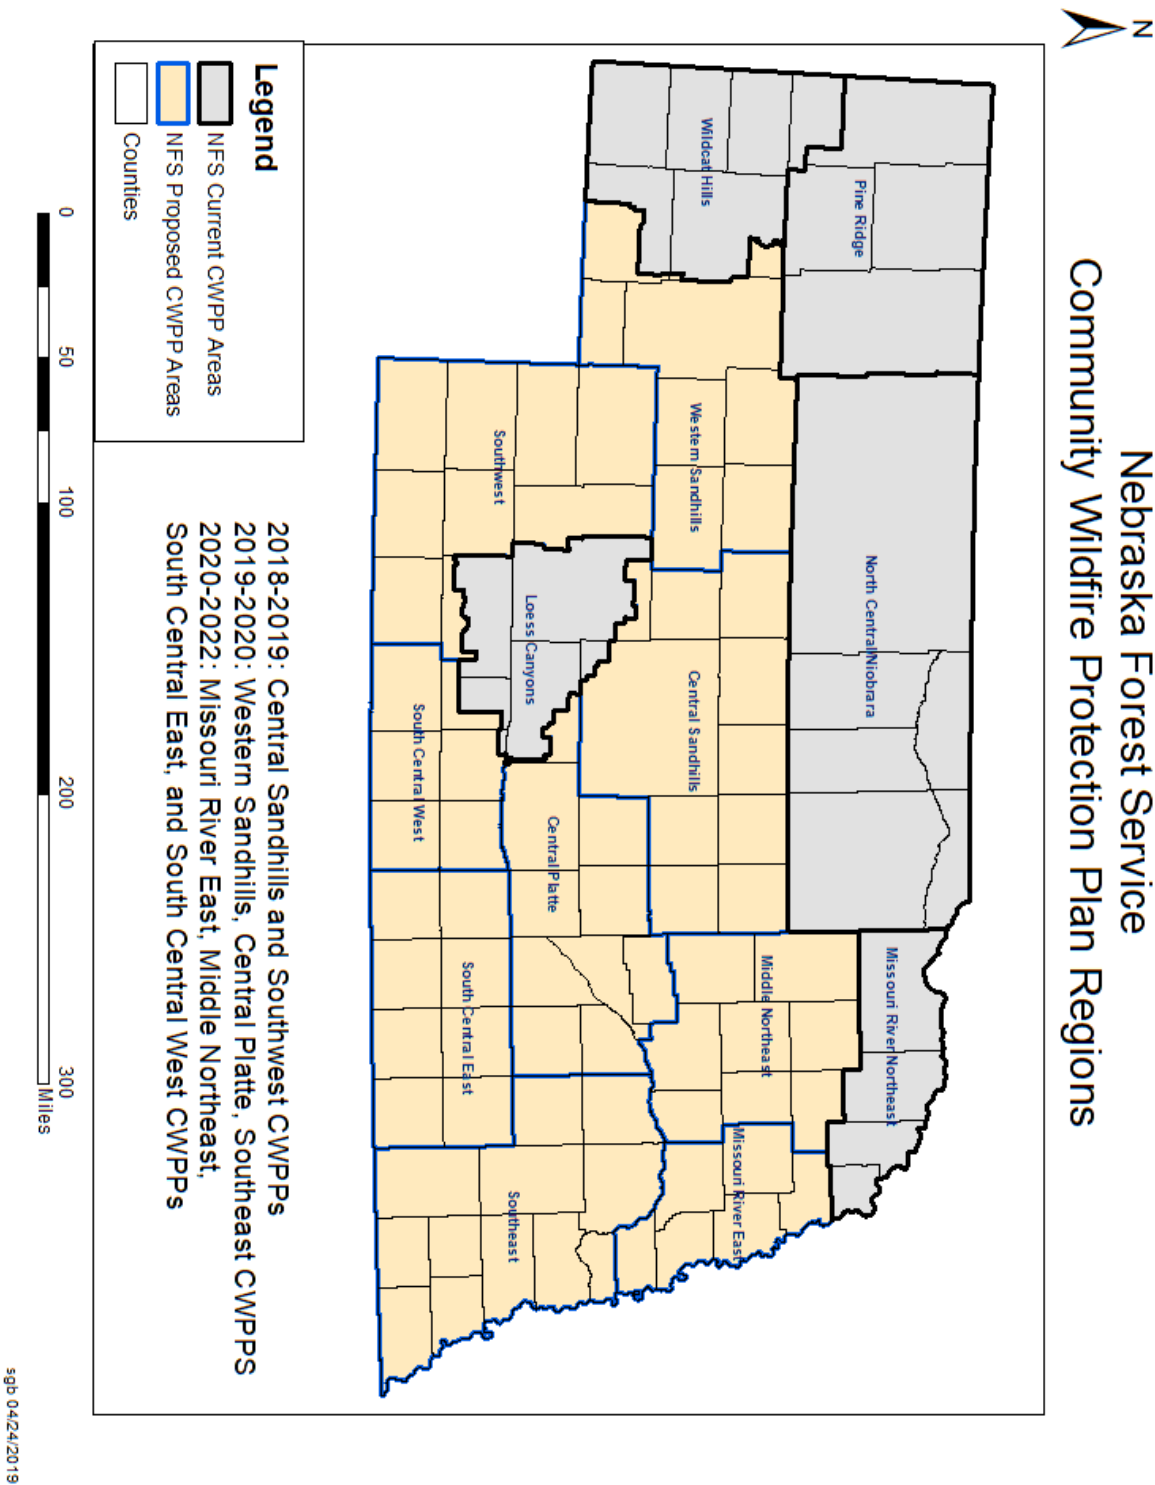 N
Nebraska Forest Service
Community Wildfire Protection Plan Regions
Pine Ridge
Wildcat Hills
North Central Niobrara
Missouri River Northeast
Western Sandhills
Central Sandhills
Middle Northeast
Missouri River East
Southwest
Loess Canyons
Central Platte
Southeast
South Central West
South Central East
Legend
NFS Current CWPP Areas
NFS Proposed CWPP Areas
Counties
2018-2019: Central Sandhills and Southwest CWPPs
2019-2020: Western Sandhills, Central Platte, Southeast CWPPS
2020-2022: Missouri River East, Middle Northeast,
South Central East, and South Central West CWPPs
0 50 100 200 300
Miles
sgb 04/24/2019